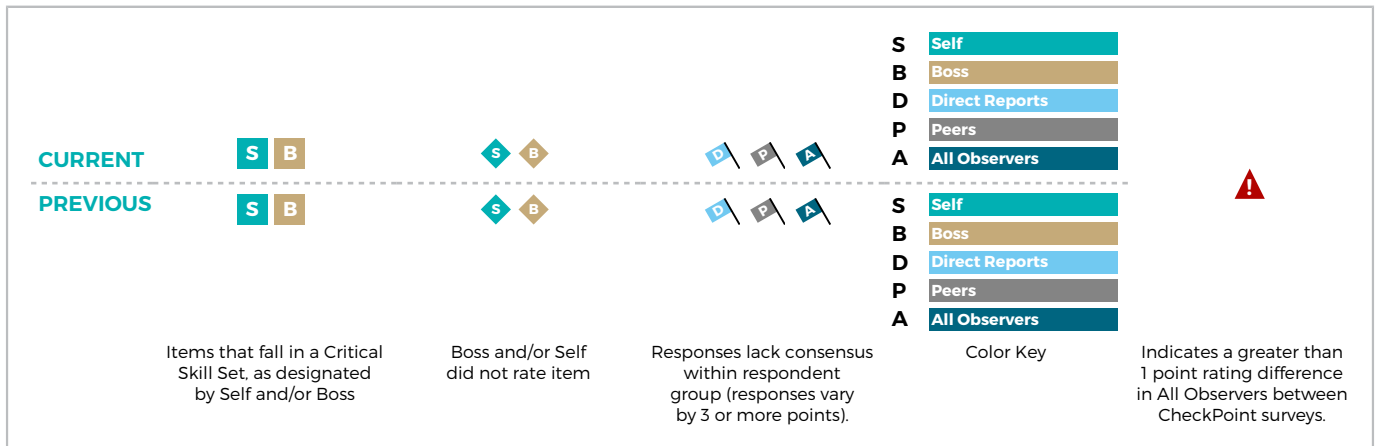 S Self
B Boss
D Direct Reports
P Peers
CURRENT S B S B D P A A All Observers
PREVIOUS S B S B D P A S Self
B Boss
D Direct Reports
P Peers
A All Observers
Items that fall in a Critical
Skill Set, as designated
by Self and/or Boss
Boss and/or Self
did not rate item
Responses lack consensus
within respondent
group (responses vary
by 3 or more points).
Color Key
Indicates a greater than
1 point rating difference
in All Observers between
CheckPoint surveys.